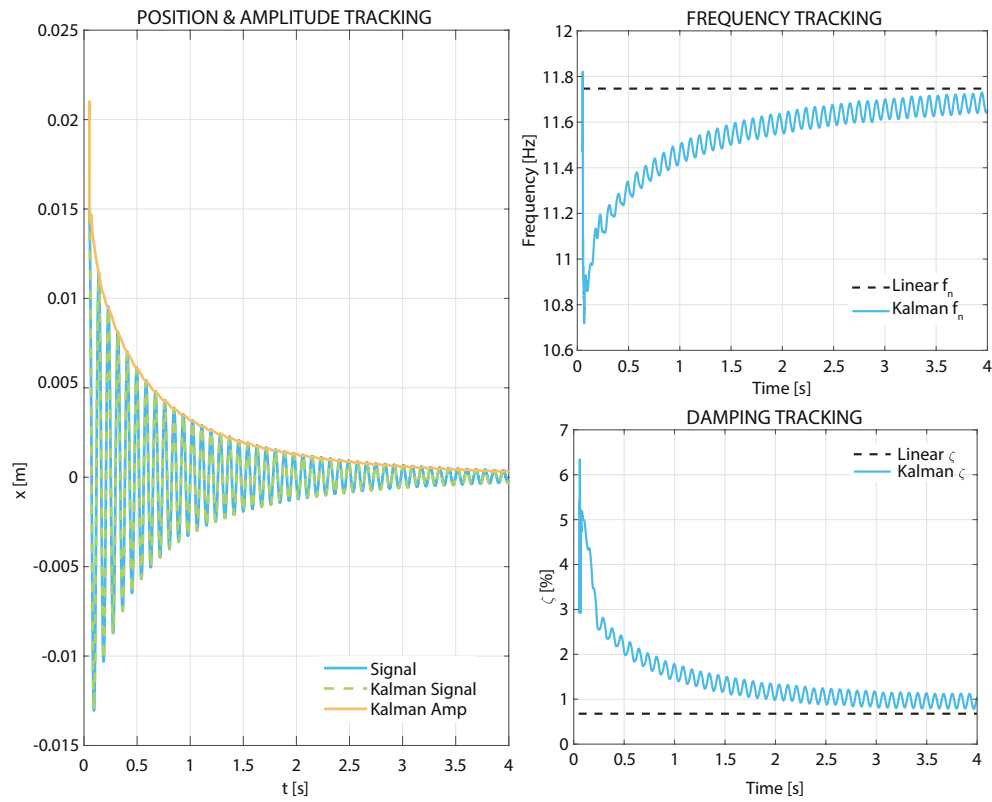 POSITION & AMPLITUDE TRACKING
0.025
0.02
0.015
0.01
0.005
0
-0.005
-0.01
-0.015
x [m]
Signal
Kalman Signal
Kalman Amp
0 0.5 1 1.5 2 2.5 3 3.5 4
t [s]
FREQUENCY TRACKING
12
11.8
11.6
11.4
11.2
11
10.8
10.6
Frequency [Hz]
Linear f_n
Kalman f_n
0 0.5 1 1.5 2 2.5 3 3.5 4
Time [s]
DAMPING TRACKING
7
6
5
4
3
2
1
0
ζ [%]
Linear ζ
Kalman ζ
0 0.5 1 1.5 2 2.5 3 3.5 4
Time [s]